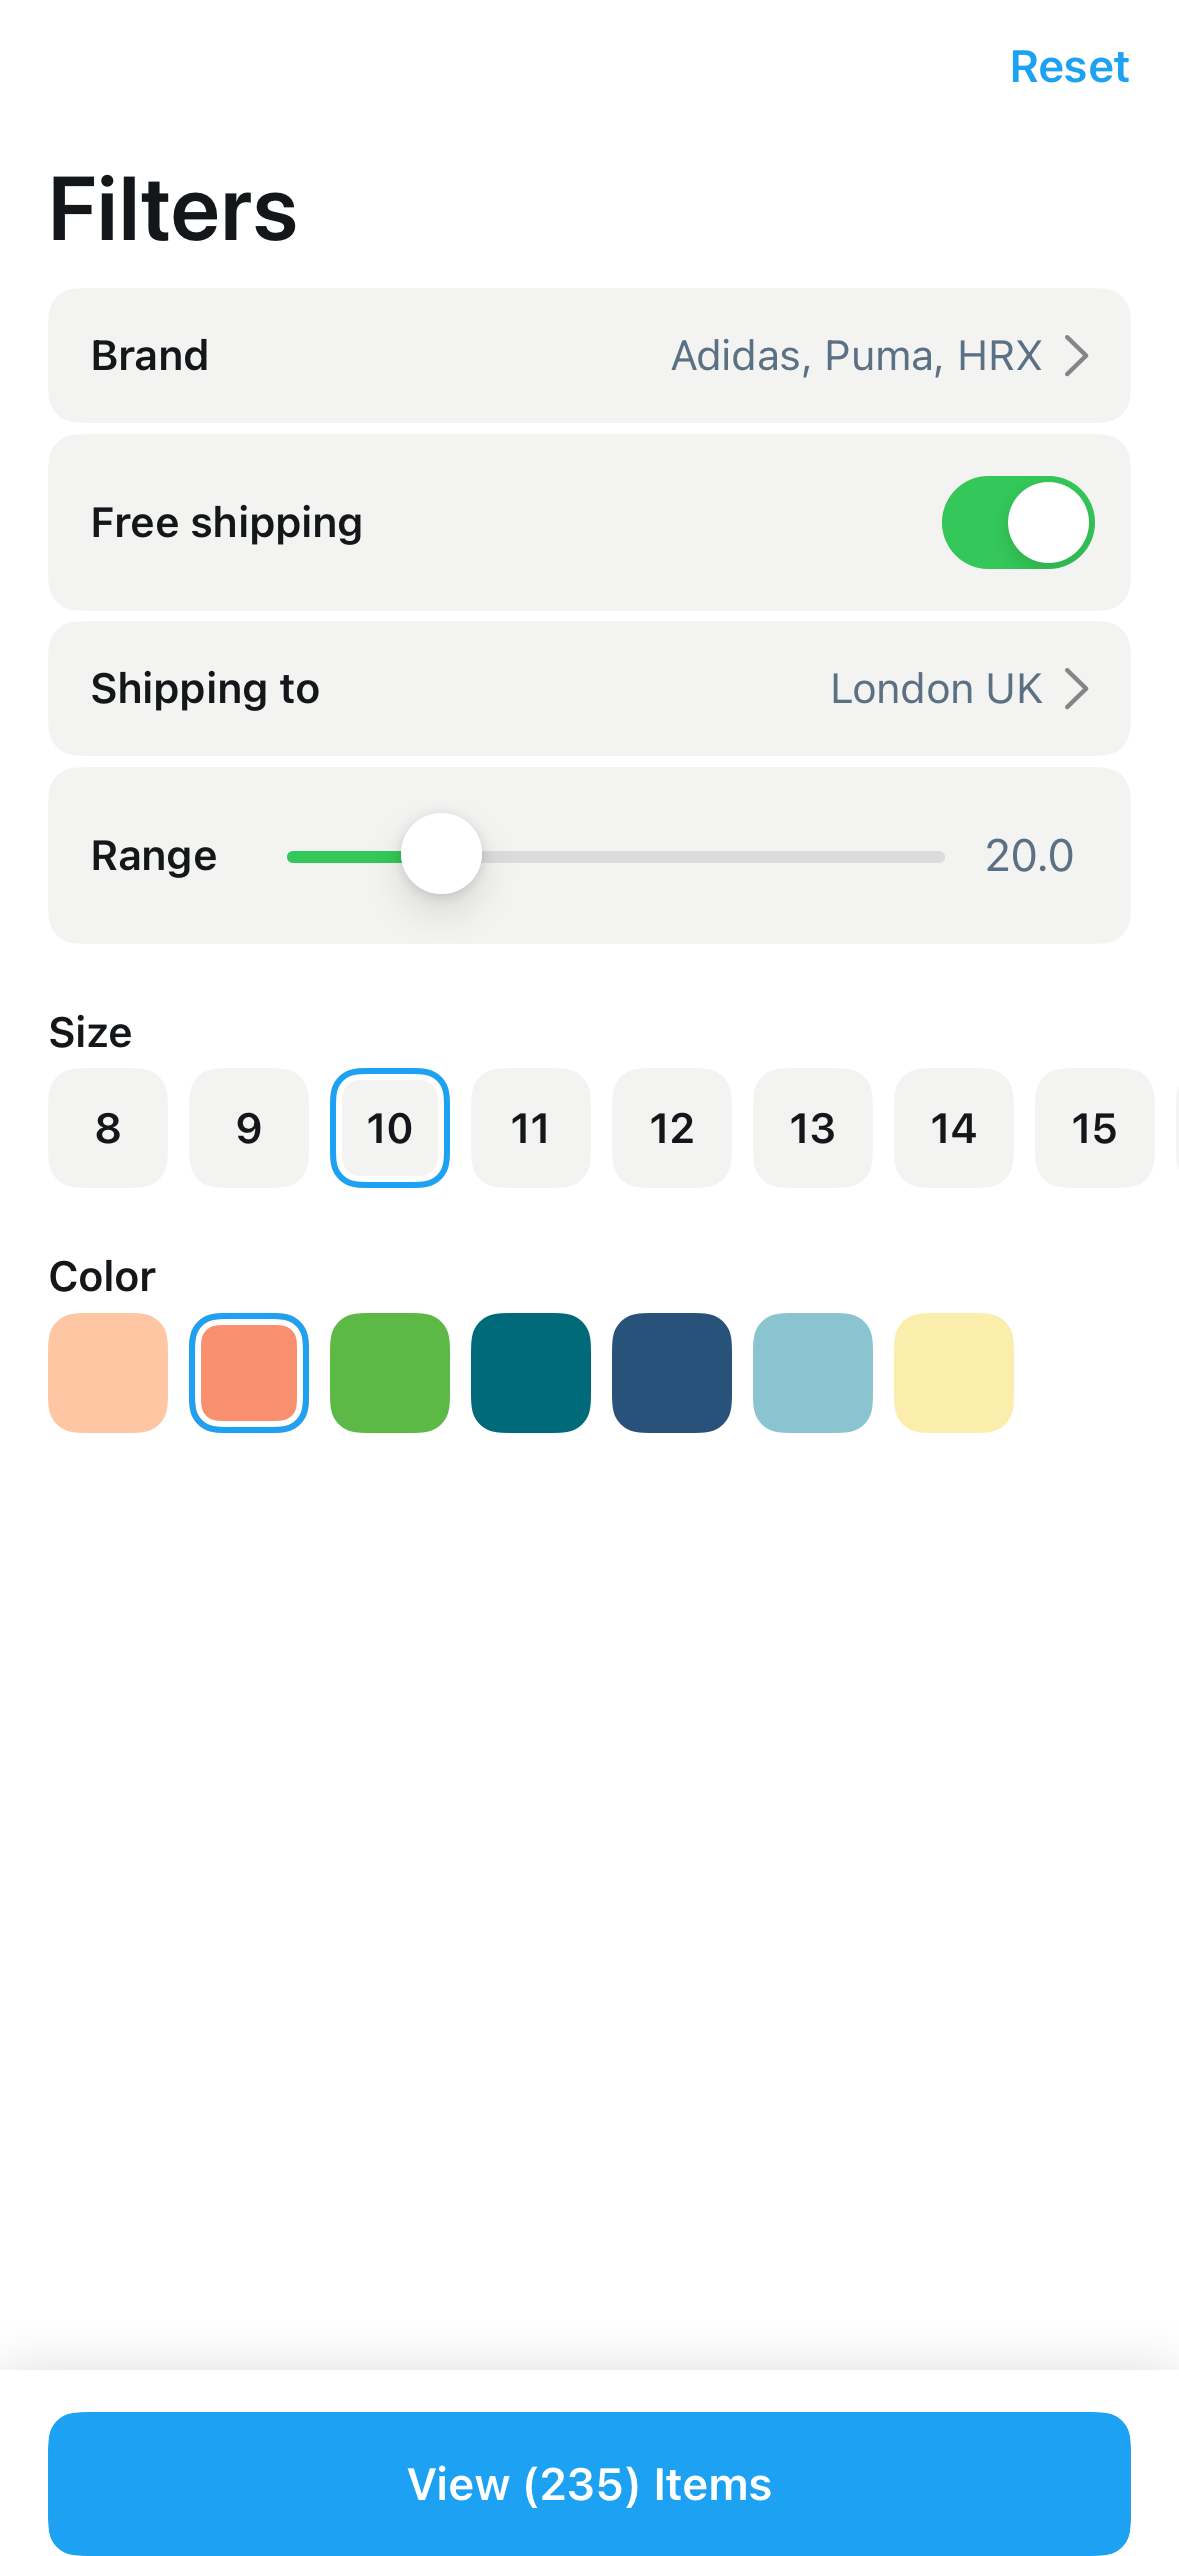 Reset
Filters
Brand Adidas, Puma, HRX
Free shipping
Shipping to London UK
Range 20.0
Size
8 9 10 11 12 13 14 15
Color
View (235) Items